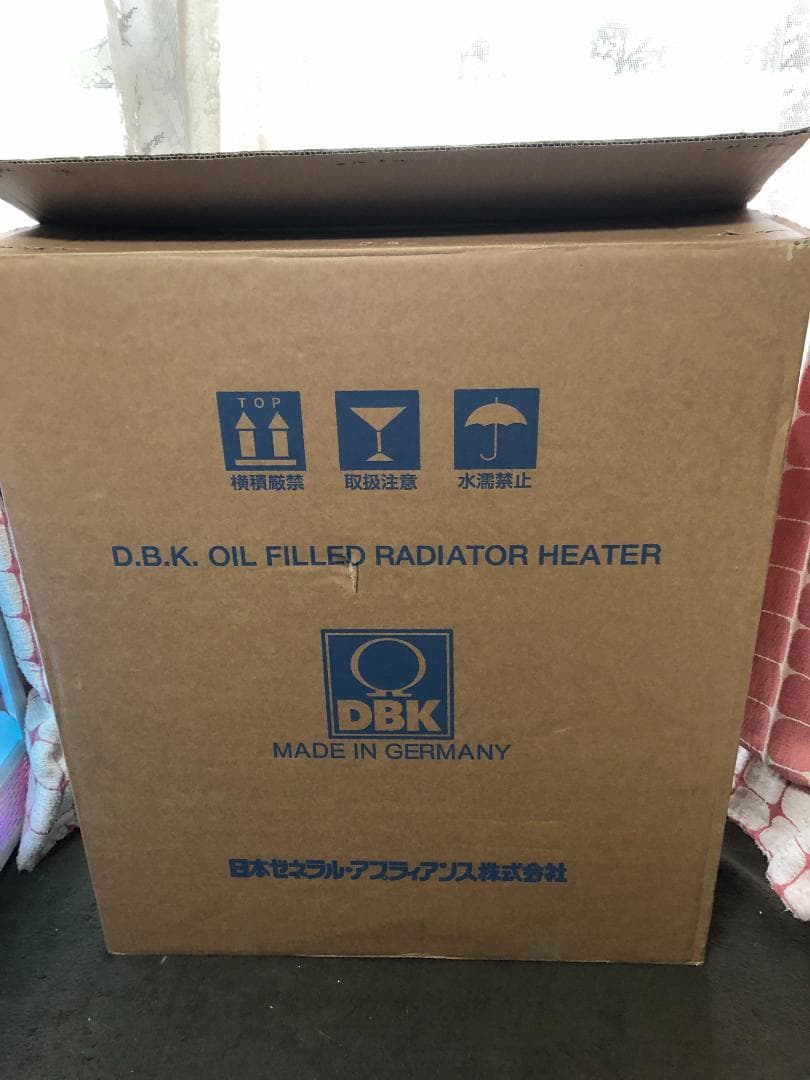 TOP
横積厳禁 取扱注意 水濡禁止
D.B.K. OIL FILLED RADIATOR HEATER
DBK
MADE IN GERMANY
日本ゼネラル・アプライアンス株式会社